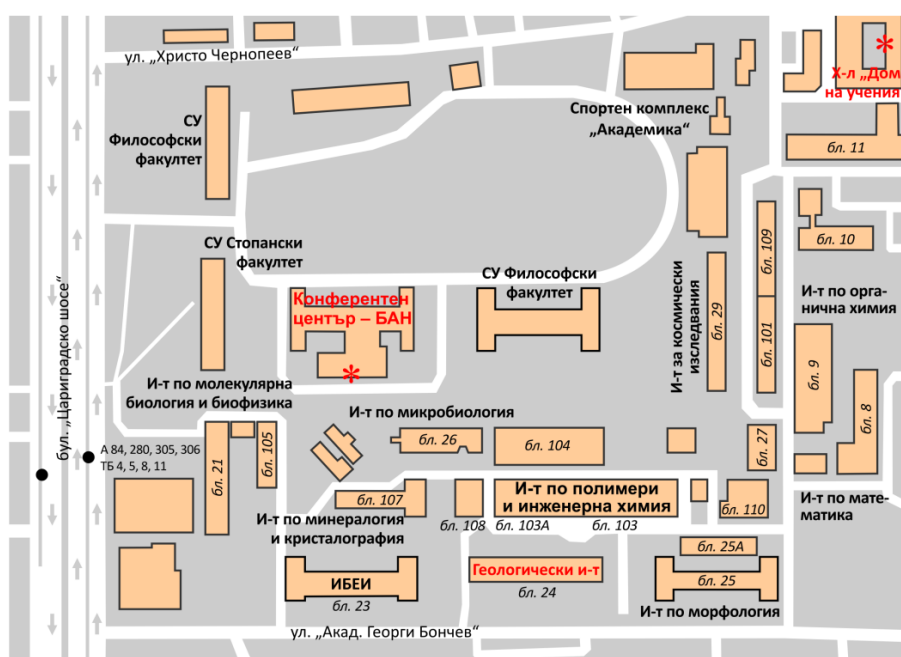 ул. „Христо Чернопеев“
Х-л „Дом
на учения
Спортен комплекс
„Академика“
СУ
Философски
факултет
бл. 11
СУ Стопански
факултет
СУ Философски
факултет
бл. 109
бл. 10
Конферентен
център – БАН
И-т за космически
изследвания
бл. 29
бл. 101
И-т по орга-
нична химия
бл. 9
бл. 8
бул. „Цариградско шосе“
И-т по молекулярна
биология и биофизика
И-т по микробиология
А 84, 280, 305, 306
ТБ 4, 5, 8, 11
бл. 21
бл. 105
бл. 26
бл. 104
бл. 27
бл. 107
И-т по полимери
и инженерна химия
бл. 110
И-т по мате-
матика
И-т по минералогия
и кристалография
бл. 108
бл. 103А
бл. 103
бл. 25А
Геологически и-т
бл. 24
ИБЕИ
бл. 23
бл. 25
И-т по морфология
ул. „Акад. Георги Бончев“